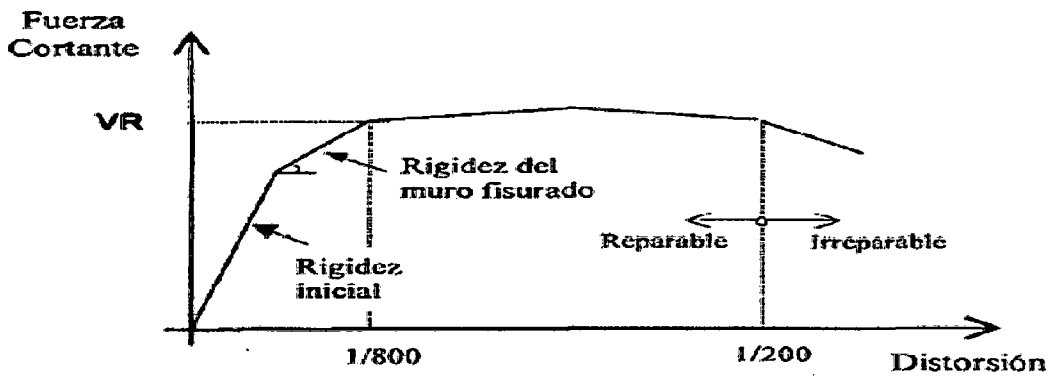 Fuerza
Cortante
VR
Rigidez del
muro fisurado
Reparable
Irreparable
Rigidez
inicial
1/800
1/200
Distorsión